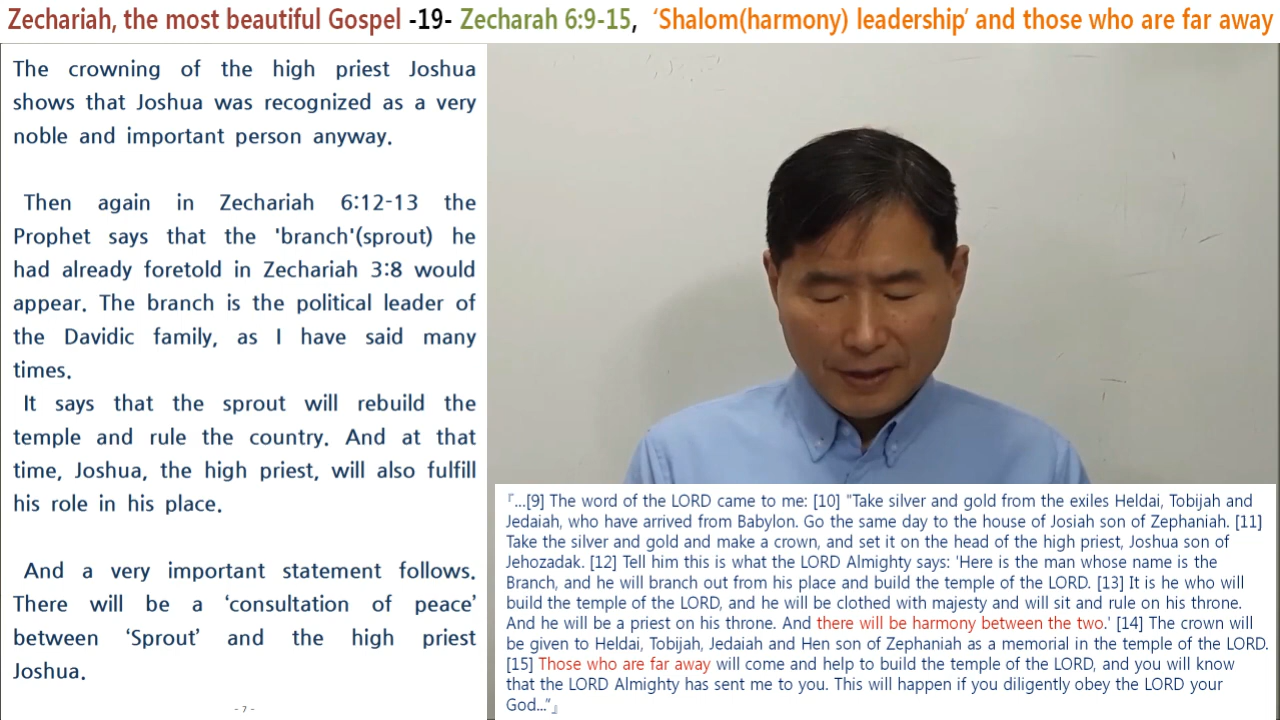 Zechariah, the most beautiful Gospel -19- Zecharah 6:9-15, ‘Shalom(harmony) leadership’ and those who are far away
The crowning of the high priest Joshua
shows that Joshua was recognized as a very
noble and important person anyway.
Then again in Zechariah 6:12-13 the
Prophet says that the 'branch'(sprout) he
had already foretold in Zechariah 3:8 would
appear. The branch is the political leader of
the Davidic family, as I have said many
times.
It says that the sprout will rebuild the
temple and rule the country. And at that
time, Joshua, the high priest, will also fulfill
his role in his place.
And a very important statement follows.
There will be a ‘consultation of peace’
between ‘Sprout’ and the high priest
Joshua.
- 7 -
『...[9] The word of the LORD came to me: [10] "Take silver and gold from the exiles Heldai, Tobijah and
Jedaiah, who have arrived from Babylon. Go the same day to the house of Josiah son of Zephaniah. [11]
Take the silver and gold and make a crown, and set it on the head of the high priest, Joshua son of
Jehozadak. [12] Tell him this is what the LORD Almighty says: 'Here is the man whose name is the
Branch, and he will branch out from his place and build the temple of the LORD. [13] It is he who will
build the temple of the LORD, and he will be clothed with majesty and will sit and rule on his throne.
And he will be a priest on his throne. And there will be harmony between the two.' [14] The crown will
be given to Heldai, Tobijah, Jedaiah and Hen son of Zephaniah as a memorial in the temple of the LORD.
[15] Those who are far away will come and help to build the temple of the LORD, and you will know
that the LORD Almighty has sent me to you. This will happen if you diligently obey the LORD your
God..."』